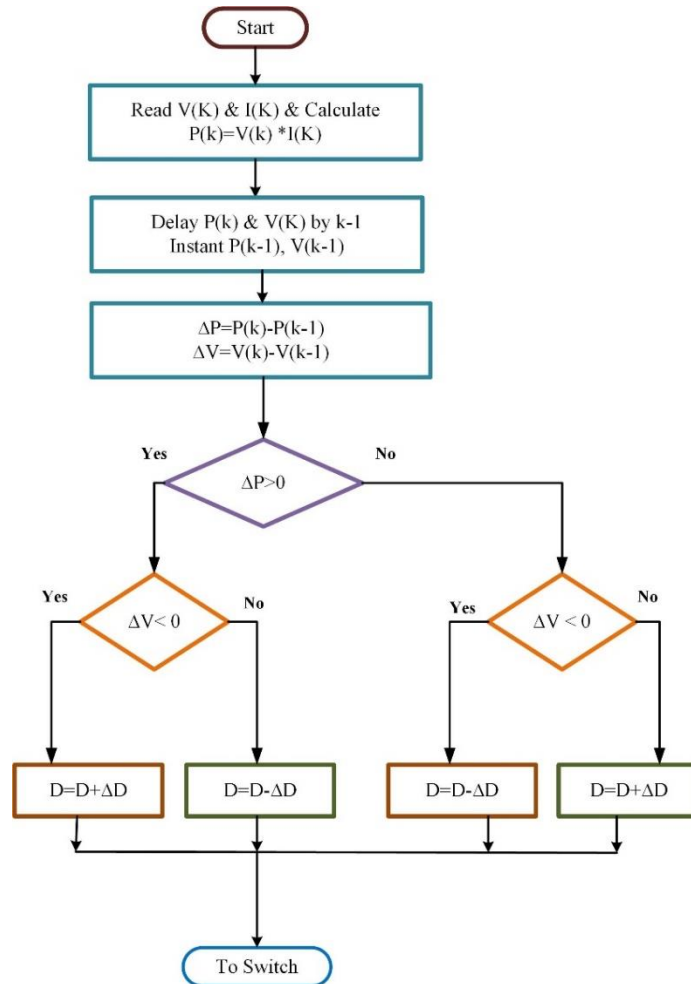 Start
Read V(K) & I(K) & Calculate
P(k)=V(k) *I(K)
Delay P(k) & V(K) by k-1
Instant P(k-1), V(k-1)
ΔP=P(k)-P(k-1)
ΔV=V(k)-V(k-1)
Yes
No
ΔP>0
Yes
ΔV< 0
No
Yes
ΔV < 0
No
D=D+ΔD
D=D-ΔD
D=D-ΔD
D=D+ΔD
To Switch